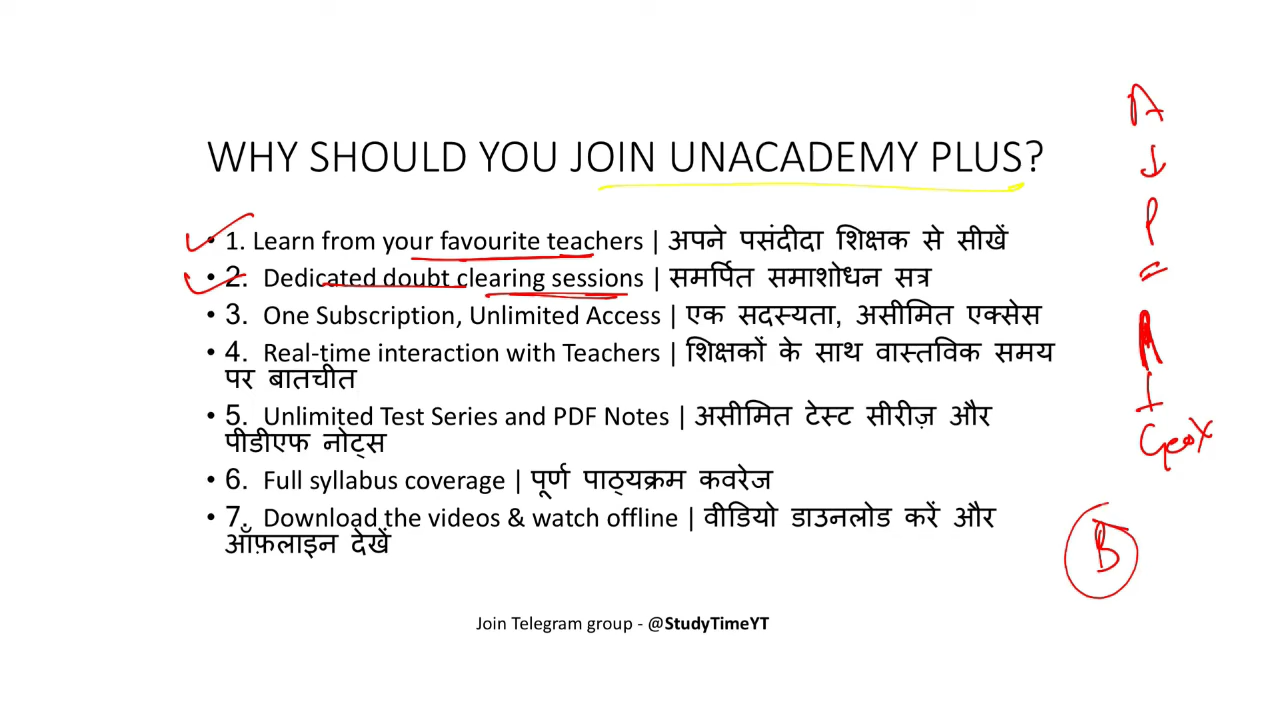 WHY SHOULD YOU JOIN UNACADEMY PLUS?
• 1. Learn from your favourite teachers | अपने पसंदीदा शिक्षक से सीखें
• 2. Dedicated doubt clearing sessions | समर्पित समाशोधन सत्र
• 3. One Subscription, Unlimited Access | एक सदस्यता, असीमित एक्सेस
• 4. Real-time interaction with Teachers | शिक्षकों के साथ वास्तविक समय
पर बातचीत
• 5. Unlimited Test Series and PDF Notes | असीमित टेस्ट सीरीज़ और
पीडीएफ नोट्स
• 6. Full syllabus coverage | पूर्ण पाठ्यक्रम कवरेज
• 7. Download the videos & watch offline | वीडियो डाउनलोड करें और
ऑफ़लाइन देखें
Join Telegram group - @StudyTimeYT
A
↓
P
M
I
B